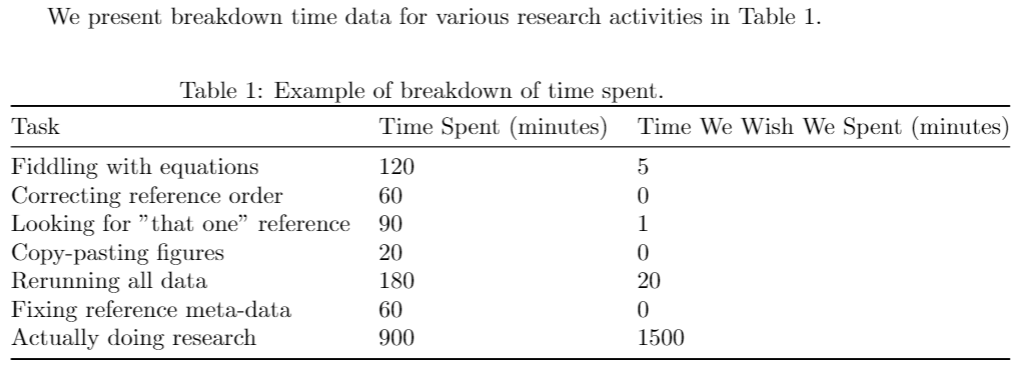 We present breakdown time data for various research activities in Table 1.
Table 1: Example of breakdown of time spent.
Task Time Spent (minutes) Time We Wish We Spent (minutes)
Fiddling with equations 120 5
Correcting reference order 60 0
Looking for ”that one” reference 90 1
Copy-pasting figures 20 0
Rerunning all data 180 20
Fixing reference meta-data 60 0
Actually doing research 900 1500